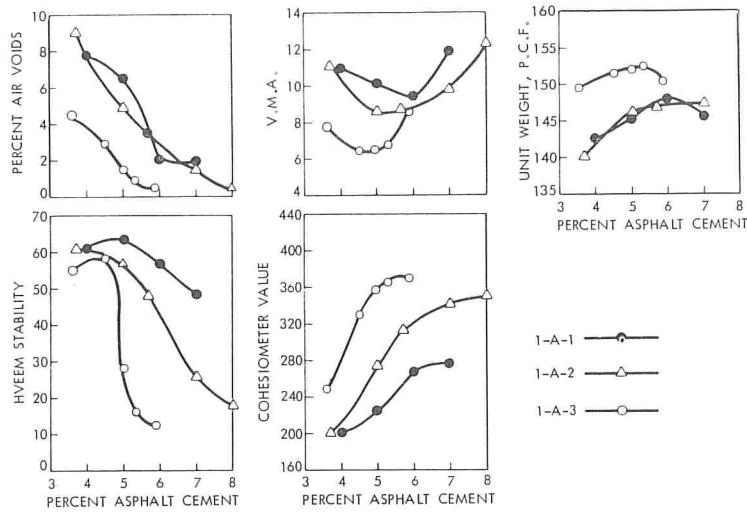 PERCENT AIR VOIDS
10
8
6
4
2
0
V.M.A.
14
12
10
8
6
4
UNIT WEIGHT, P.C.F.
155
150
145
140
135
3 4 5 6 7 8
PERCENT ASPHALT CEMENT
HVEEM STABILITY
70
60
50
40
30
20
10
0
3 4 5 6 7 8
PERCENT ASPHALT CEMENT
COHESIOMETER VALUE
440
400
360
320
280
240
200
160
3 4 5 6 7 8
PERCENT ASPHALT CEMENT
1-A-1
1-A-2
1-A-3